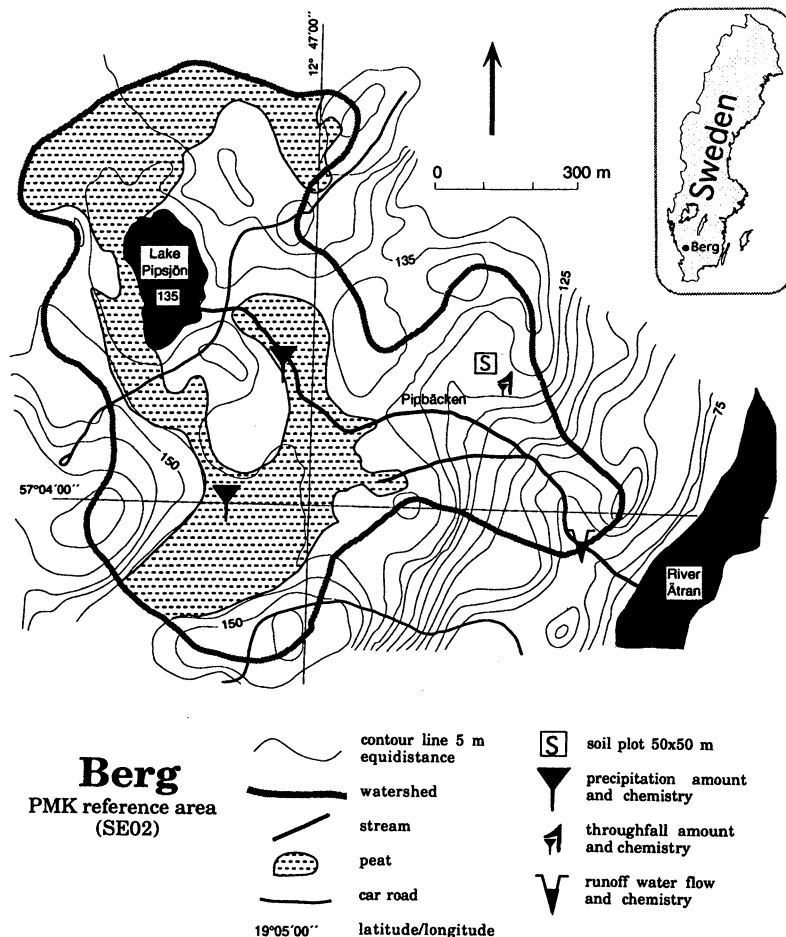 12° 47′00″
0
300 m
Sweden
Berg
Lake
Pipsjön
135
135
125
S
Pipbäcken
75
150
57°04′00″
River
Ätran
150
Berg
PMK reference area
(SE02)
contour line 5 m
equidistance
watershed
stream
peat
car road
19°05′00″ latitude/longitude
S soil plot 50x50 m
precipitation amount
and chemistry
throughfall amount
and chemistry
runoff water flow
and chemistry